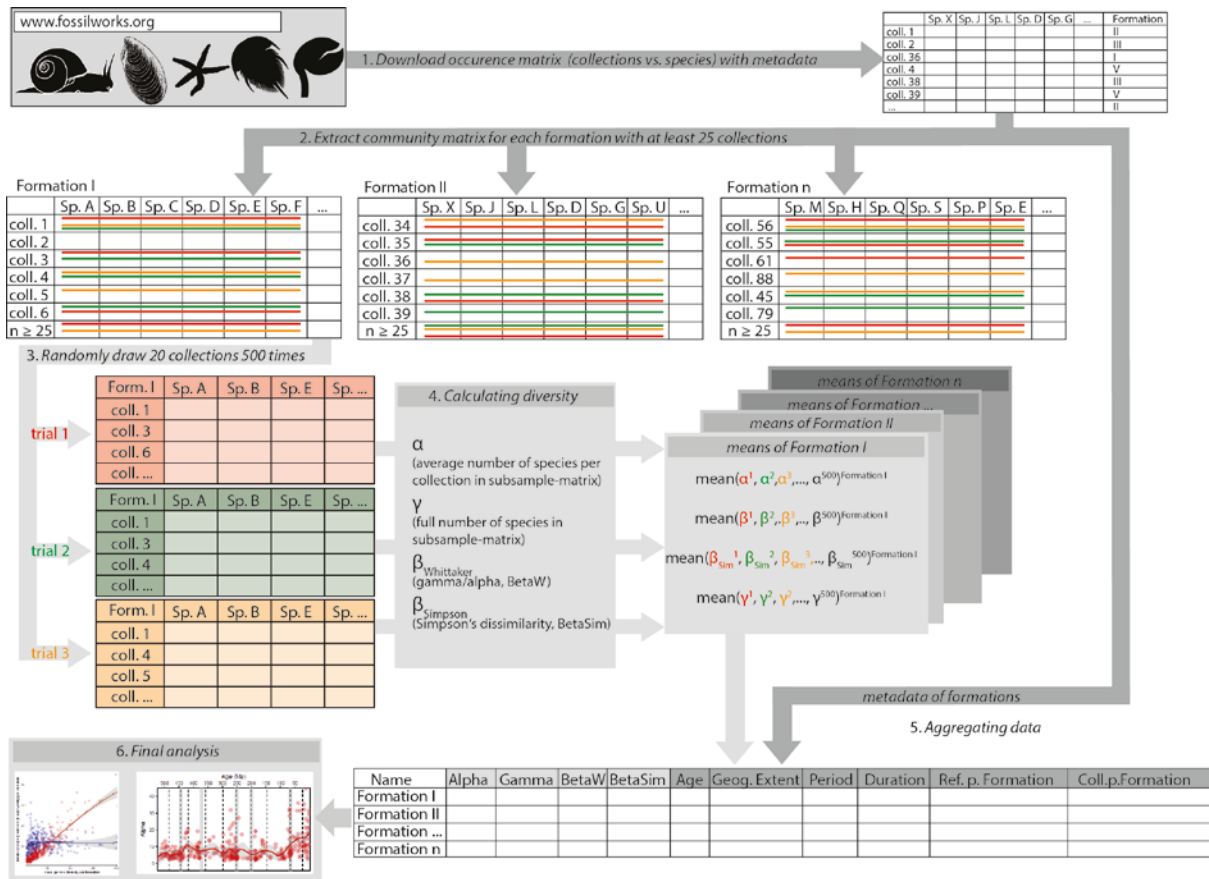 www.fossilworks.org
1. Download occurence matrix (collections vs. species) with metadata
Sp. X Sp. J Sp. L Sp. D Sp. G ... Formation
coll. 1 II
coll. 2 III
coll. 36 I
coll. 4 V
coll. 38 III
coll. 39 V
... II
2. Extract community matrix for each formation with at least 25 collections
Formation I
Sp. A Sp. B Sp. C Sp. D Sp. E Sp. F ...
coll. 1
coll. 2
coll. 3
coll. 4
coll. 5
coll. 6
n ≥ 25
Formation II
Sp. X Sp. J Sp. L Sp. D Sp. G Sp. U ...
coll. 34
coll. 35
coll. 36
coll. 37
coll. 38
coll. 39
n ≥ 25
Formation n
Sp. M Sp. H Sp. Q Sp. S Sp. P Sp. E ...
coll. 56
coll. 55
coll. 61
coll. 88
coll. 45
coll. 79
n ≥ 25
3. Randomly draw 20 collections 500 times
trial 1
Form. I Sp. A Sp. B Sp. E Sp. ...
coll. 1
coll. 3
coll. 6
coll. ...
trial 2
Form. I Sp. A Sp. B Sp. E Sp. ...
coll. 1
coll. 3
coll. 4
coll. ...
trial 3
Form. I Sp. A Sp. B Sp. E Sp. ...
coll. 1
coll. 4
coll. 5
coll. ...
4. Calculating diversity
α
(average number of species per
collection in subsample-matrix)
γ
(full number of species in
subsample-matrix)
βWhittaker
(gamma/alpha, BetaW)
βSimpson
(Simpson's dissimilarity, BetaSim)
means of Formation n
means of Formation ...
means of Formation II
means of Formation I
mean(α¹, α²,α³,..., α⁵⁰⁰)Formation I
mean(β¹, β²,.β³,..., β⁵⁰⁰)Formation I
mean(βSim¹, βSim², βSim³,.., βSim⁵⁰⁰)Formation I
mean(γ¹, γ², γ²,..., γ⁵⁰⁰)Formation I
metadata of formations
5. Aggregating data
Name Alpha Gamma BetaW BetaSim Age Geog. Extent Period Duration Ref. p. Formation Coll.p.Formation
Formation I
Formation II
Formation ...
Formation n
6. Final analysis
Age (Ma)
Alpha